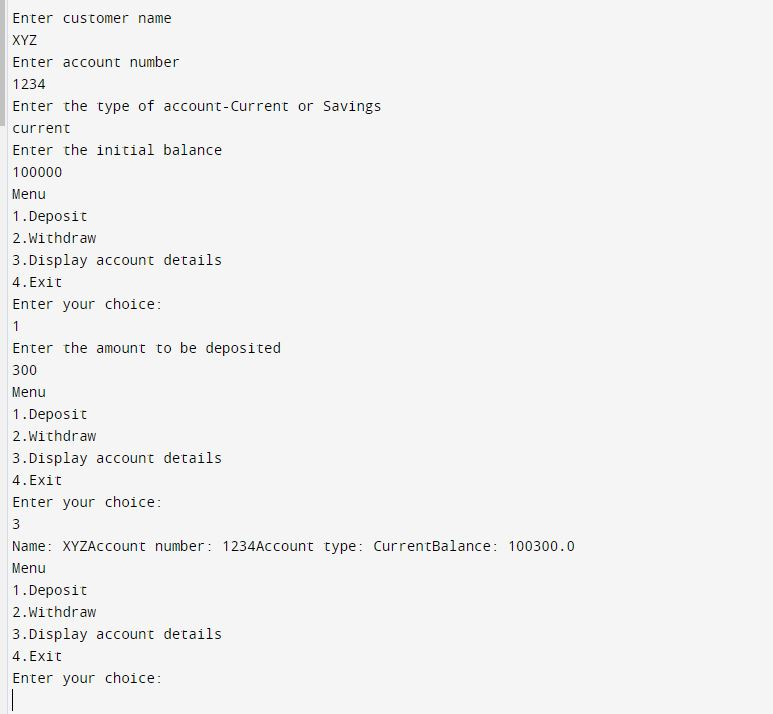 Enter customer name
XYZ
Enter account number
1234
Enter the type of account-Current or Savings
current
Enter the initial balance
100000
Menu
1.Deposit
2.Withdraw
3.Display account details
4.Exit
Enter your choice:
1
Enter the amount to be deposited
300
Menu
1.Deposit
2.Withdraw
3.Display account details
4.Exit
Enter your choice:
3
Name: XYZAccount number: 1234Account type: CurrentBalance: 100300.0
Menu
1.Deposit
2.Withdraw
3.Display account details
4.Exit
Enter your choice: